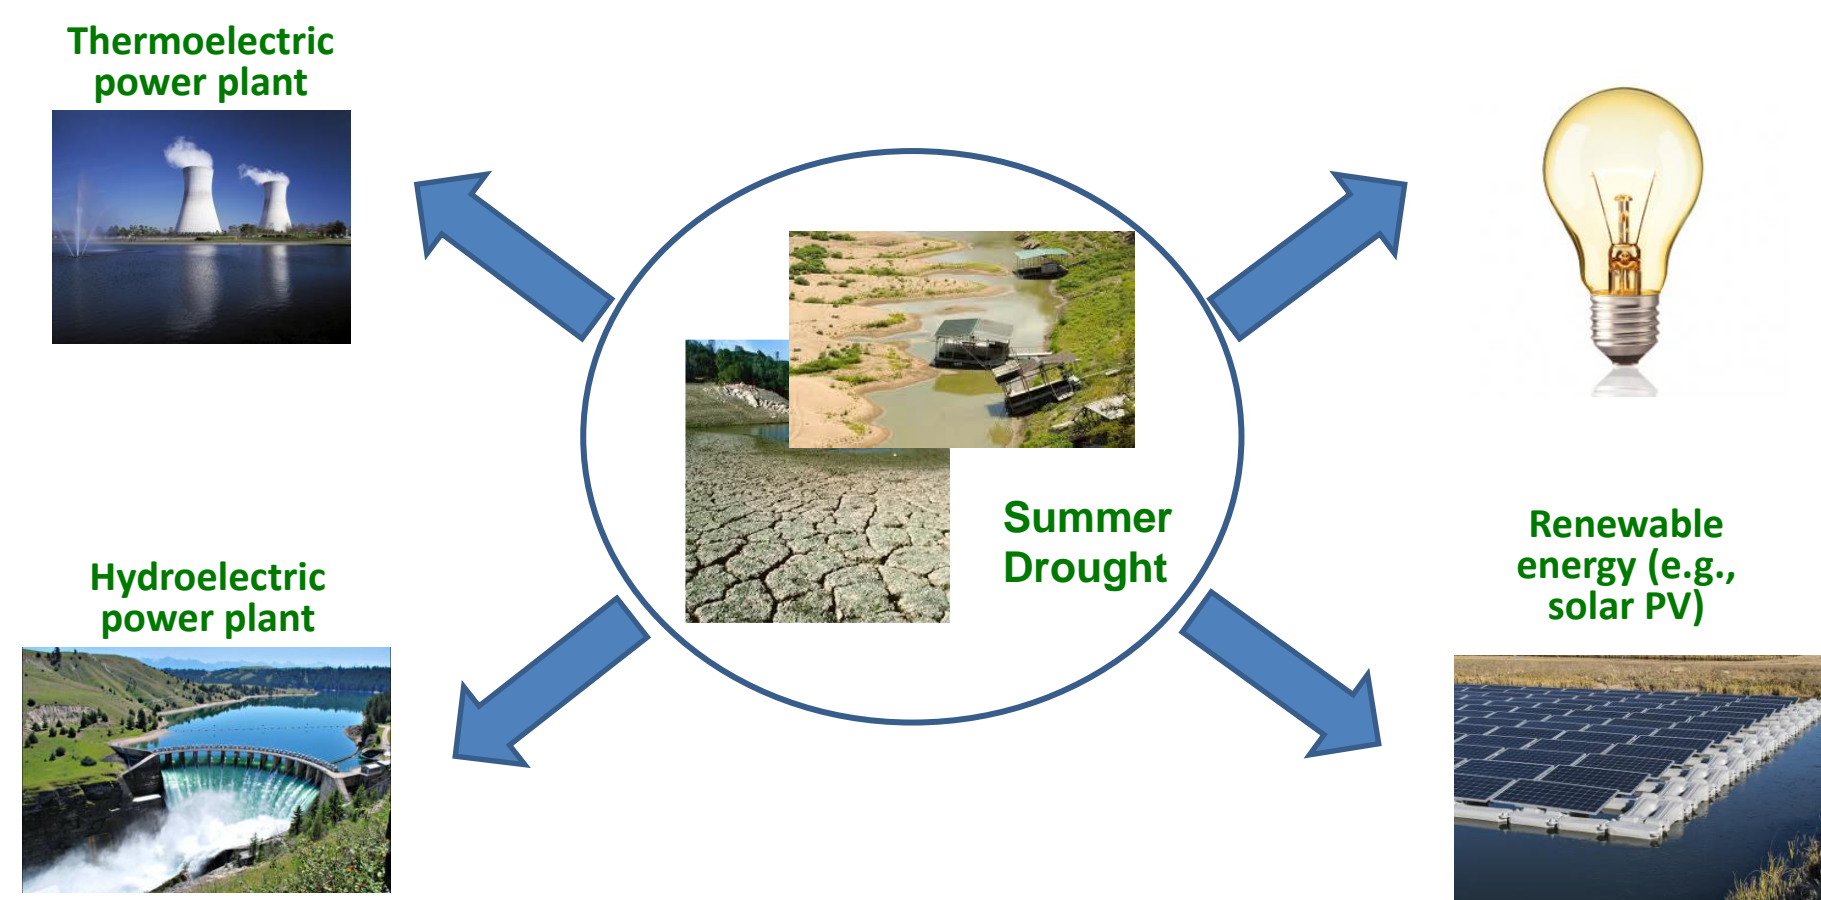 Thermoelectric
power plant
Summer
Drought
Hydroelectric
power plant
Renewable
energy (e.g.,
solar PV)